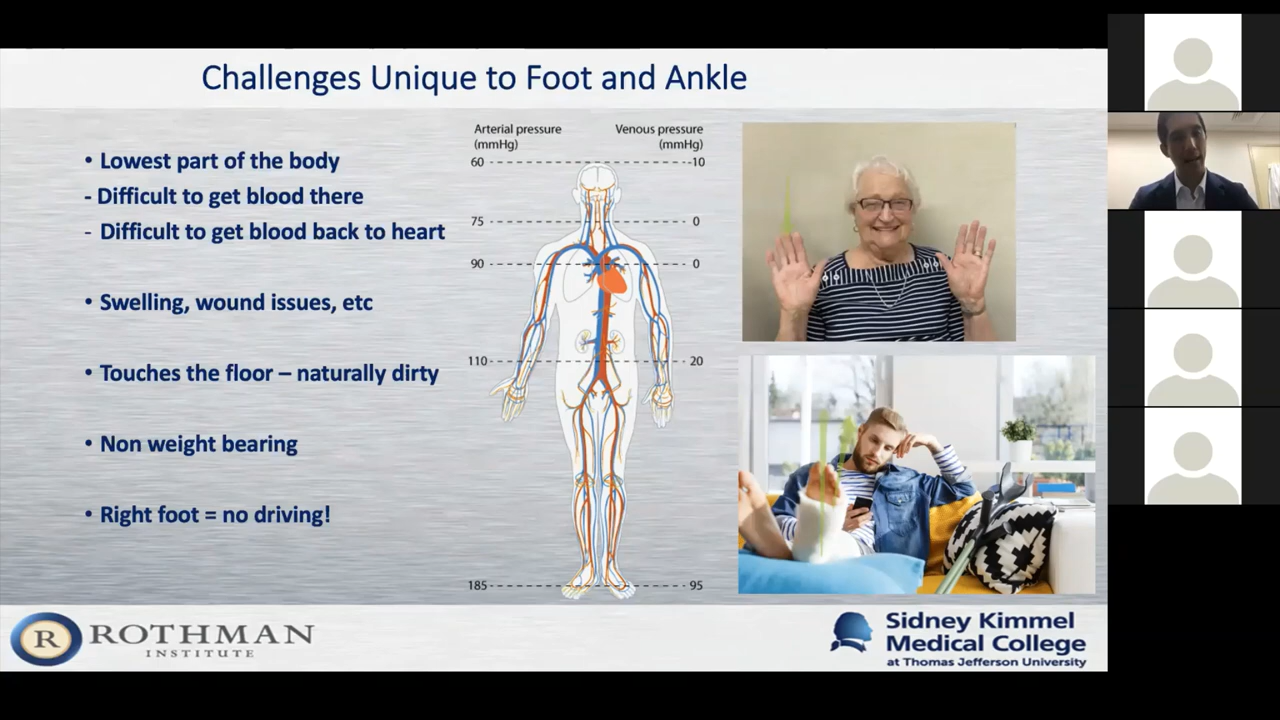 Challenges Unique to Foot and Ankle
• Lowest part of the body
- Difficult to get blood there
- Difficult to get blood back to heart
• Swelling, wound issues, etc
• Touches the floor – naturally dirty
• Non weight bearing
• Right foot = no driving!
Arterial pressure
(mmHg)
Venous pressure
(mmHg)
60 -10
75 0
90 0
110 20
185 95
R ROTHMAN
INSTITUTE
Sidney Kimmel
Medical College
at Thomas Jefferson University